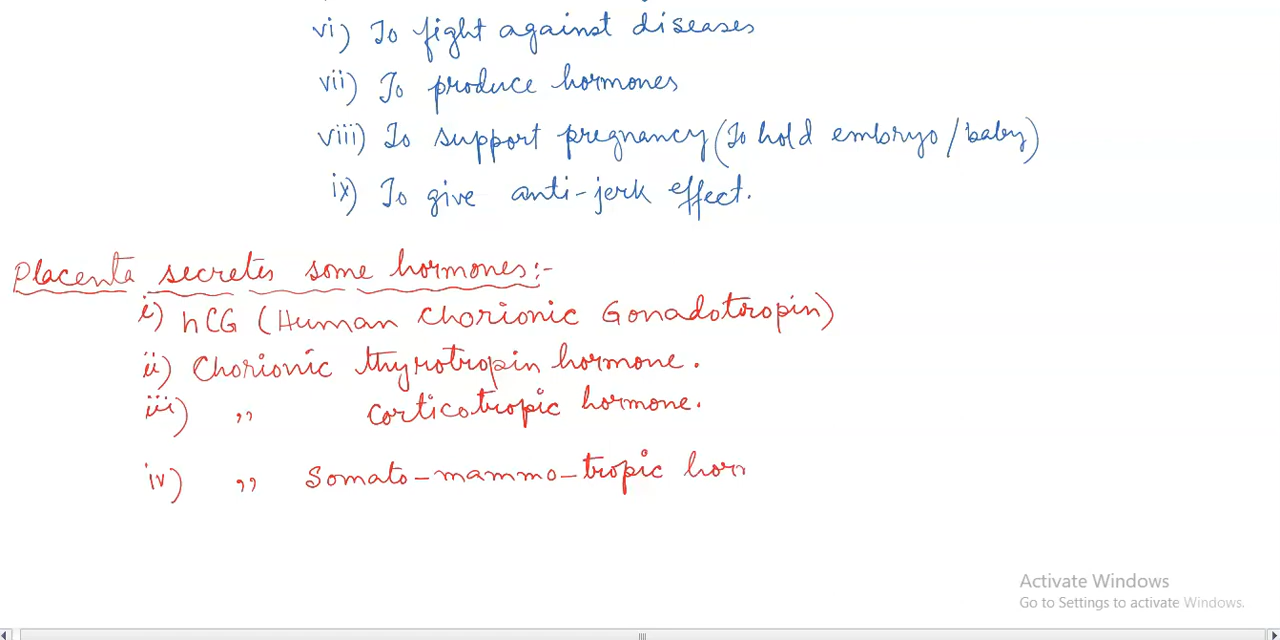 vi) To fight against diseases
vii) To produce hormones
viii) To support pregnancy (To hold embryo/baby)
ix) To give anti-jerk effect.
Placenta secretes some hormones:-
i) hCG (Human Chorionic Gonadotropin)
ii) Chorionic thyrotropin hormone.
iii) ,, corticotropic hormone.
iv) ,, Somato-mammo-tropic horm
Activate Windows
Go to Settings to activate Windows.